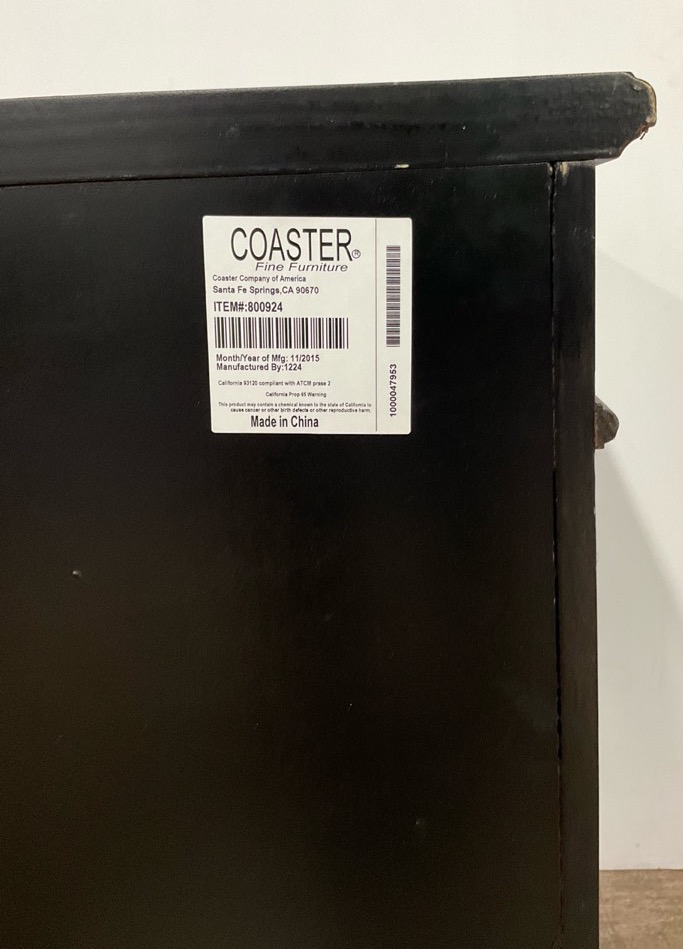 COASTER®
Fine Furniture
Coaster Company of America
Santa Fe Springs,CA 90670
ITEM#:800924
Month/Year of Mfg: 11/2015
Manufactured By:1224
California 93120 compliant with ATCM prase 2
California Prop 65 Warning
This product may contain a chemical known to the state of California to
cause cancer or other birth defects or other reproductive harm.
Made in China
1000047953